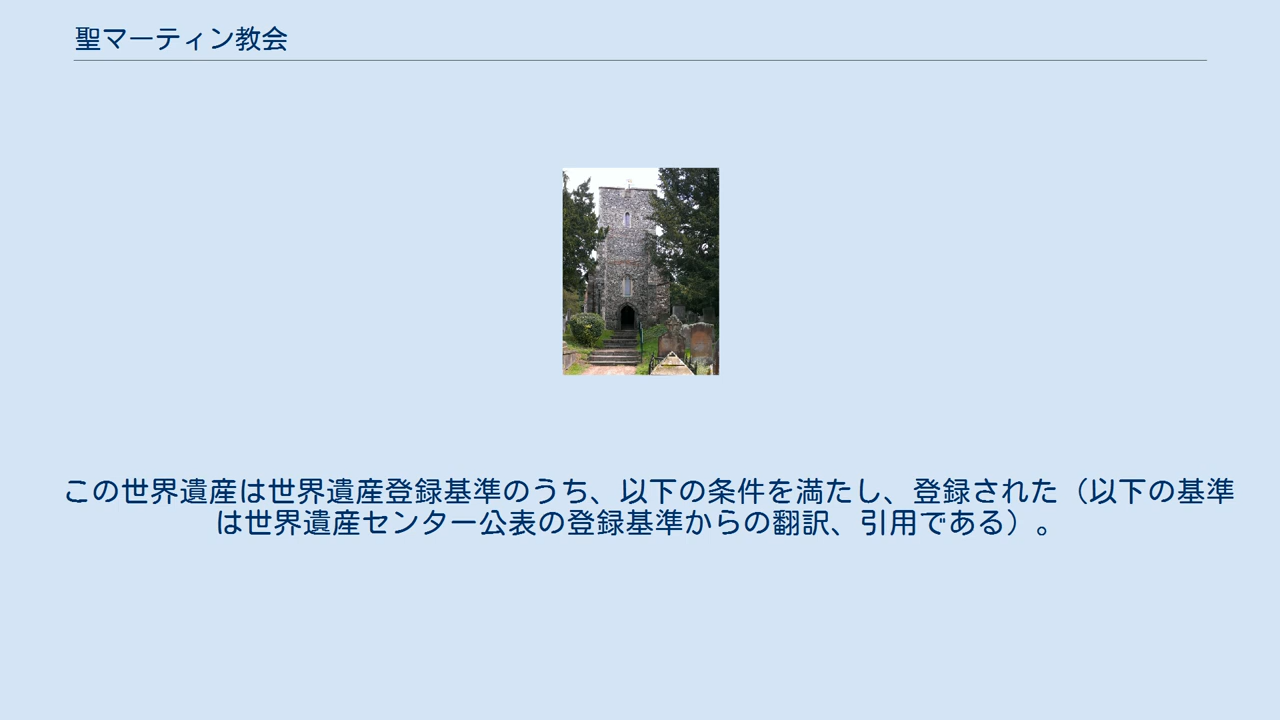 聖マーティン教会
この世界遺産は世界遺産登録基準のうち、以下の条件を満たし、登録された（以下の基準
は世界遺産センター公表の登録基準からの翻訳、引用である）。